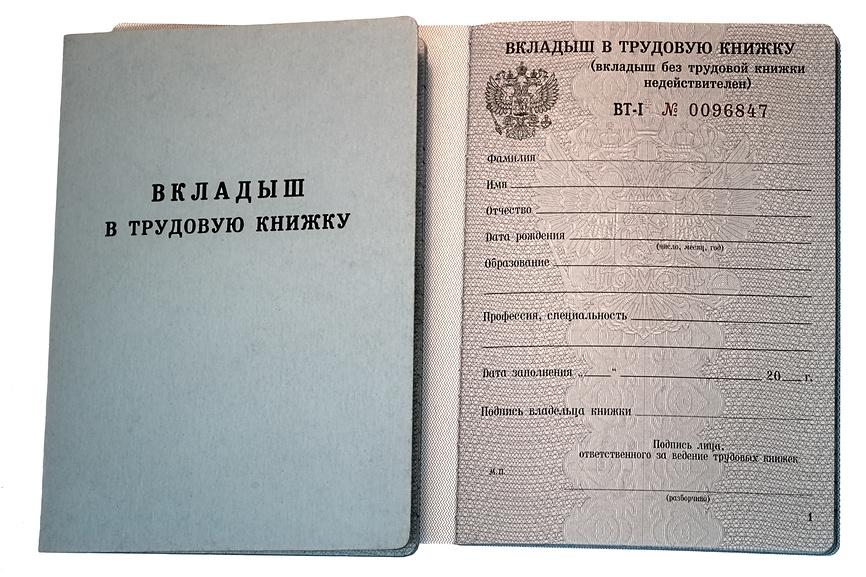 ВКЛАДЫШ
В ТРУДОВУЮ КНИЖКУ
ВКЛАДЫШ В ТРУДОВУЮ КНИЖКУ
(вкладыш без трудовой книжки
недействителен)
ВТ-I № 0096847
Фамилия
Имя
Отчество
Дата рождения
(число, месяц, год)
Образование
Профессия, специальность
Дата заполнения „ “ 20 г.
Подпись владельца книжки
Подпись лица,
ответственного за ведение трудовых книжек
м.п.
(разборчиво)
1